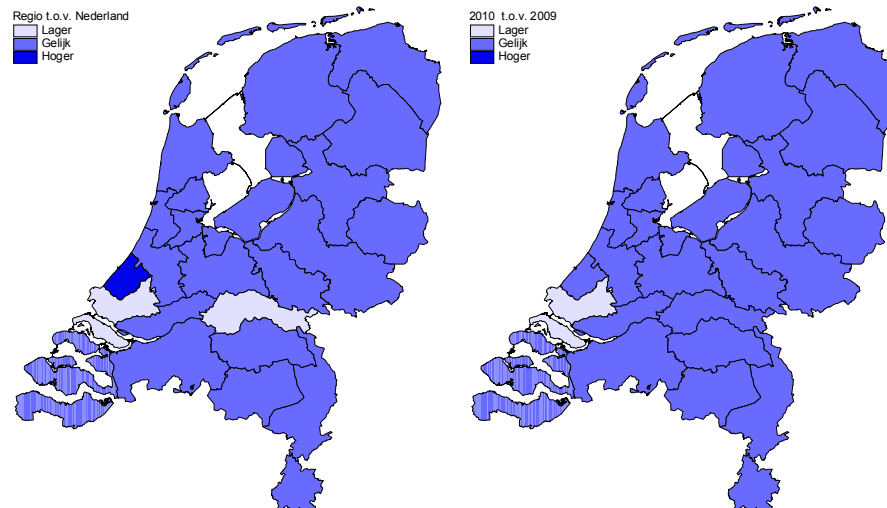 Regio t.o.v. Nederland
Lager
Gelijk
Hoger
2010 t.o.v. 2009
Lager
Gelijk
Hoger